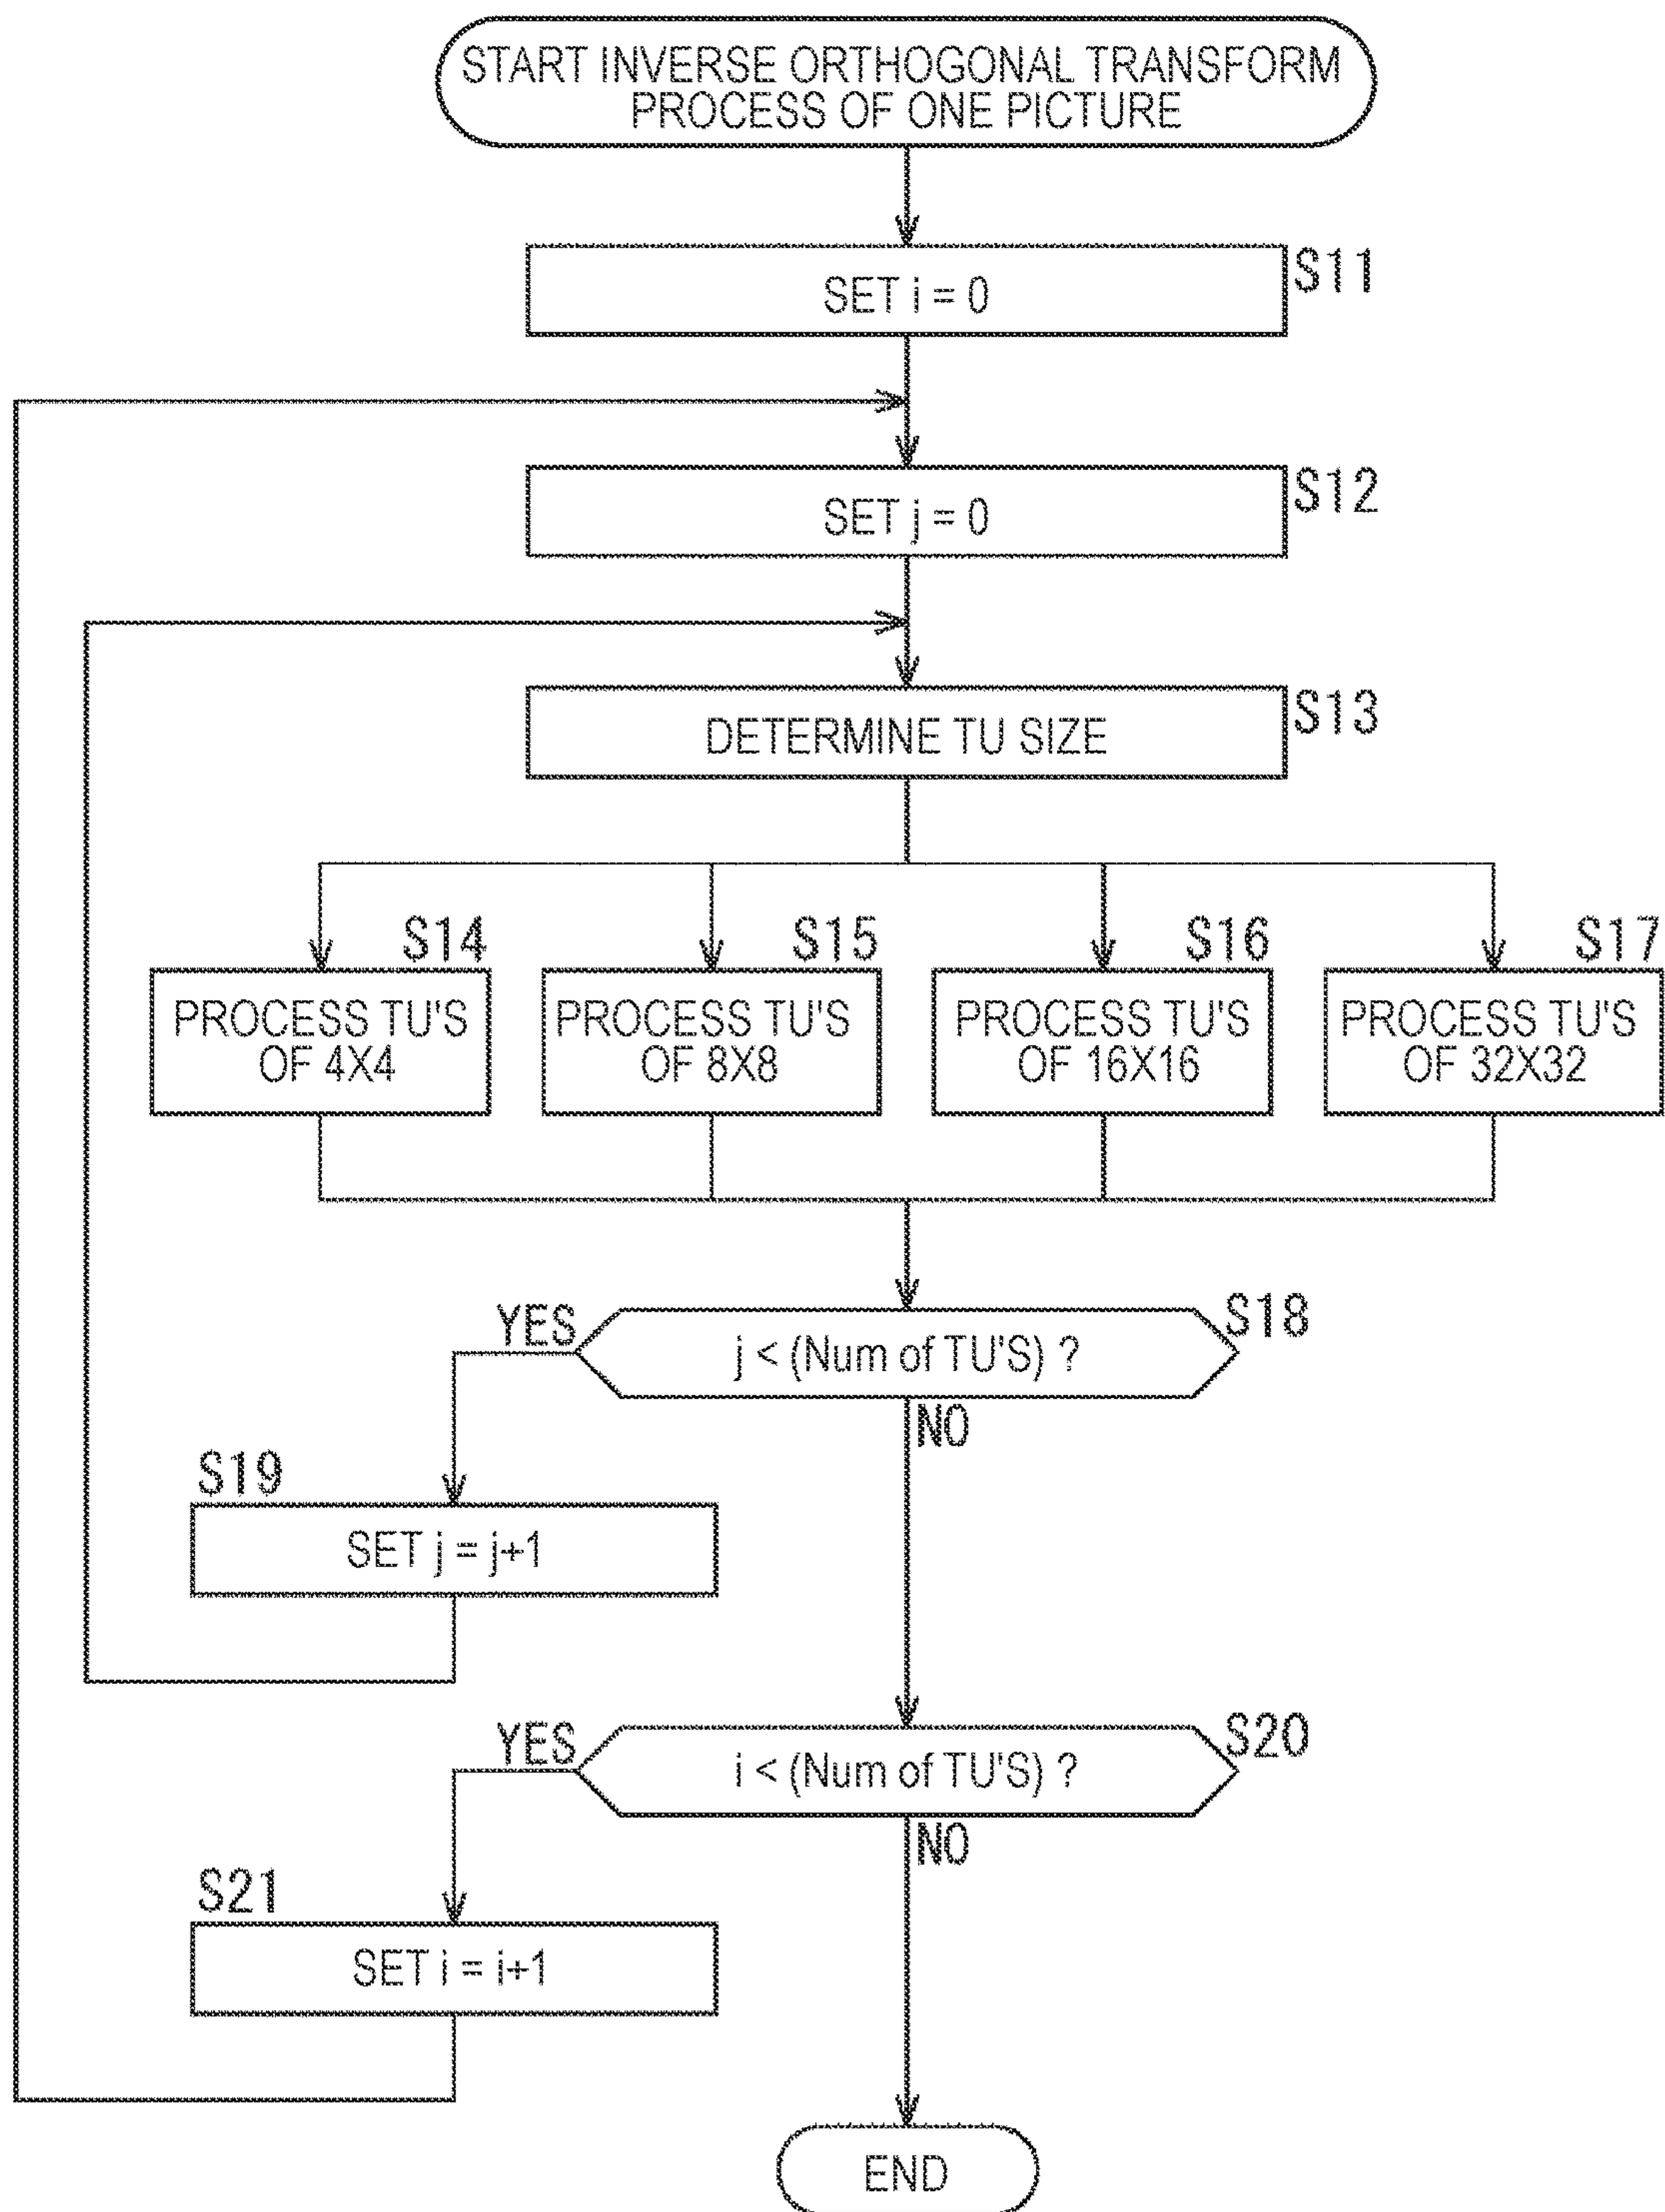 START INVERSE ORTHOGONAL TRANSFORM
PROCESS OF ONE PICTURE
S11
SET i = 0
S12
SET j = 0
S13
DETERMINE TU SIZE
S14
PROCESS TU'S
OF 4X4
S15
PROCESS TU'S
OF 8X8
S16
PROCESS TU'S
OF 16X16
S17
PROCESS TU'S
OF 32X32
S18
YES
j < (Num of TU'S) ?
NO
S19
SET j = j+1
S20
YES
i < (Num of TU'S) ?
NO
S21
SET i = i+1
END